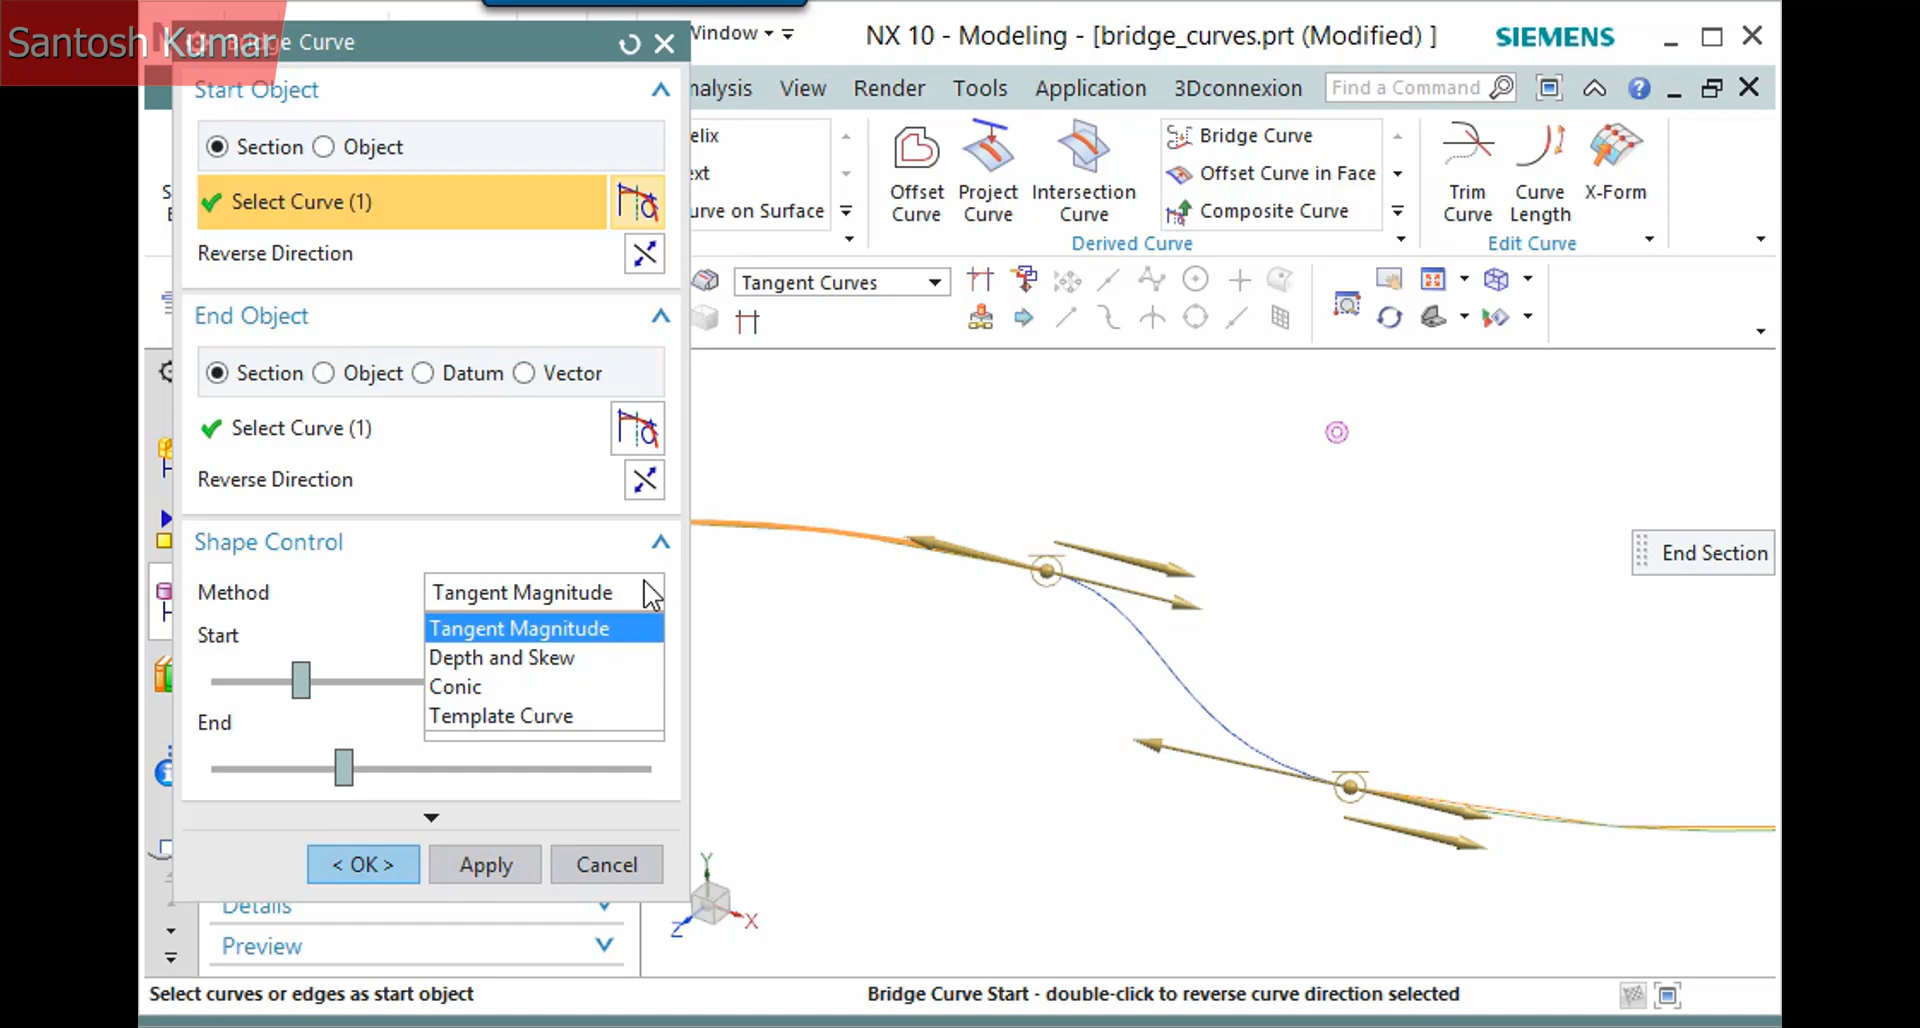 Santosh Kumar
Bridge Curve
Window
NX 10 - Modeling - [bridge_curves.prt (Modified) ]
SIEMENS
nalysis View Render Tools Application 3Dconnexion Find a Command
Start Object
Section Object
Select Curve (1)
Reverse Direction
elix
ext
urve on Surface
Offset
Curve
Project
Curve
Intersection
Curve
Bridge Curve
Offset Curve in Face
Composite Curve
Derived Curve
Trim
Curve
Curve
Length
X-Form
Edit Curve
Tangent Curves
End Object
Section Object Datum Vector
Select Curve (1)
Reverse Direction
Shape Control
Method Tangent Magnitude
Tangent Magnitude
Depth and Skew
Conic
Template Curve
Start
End
< OK > Apply Cancel
Details
Preview
End Section
Y
X
Z
Select curves or edges as start object
Bridge Curve Start - double-click to reverse curve direction selected